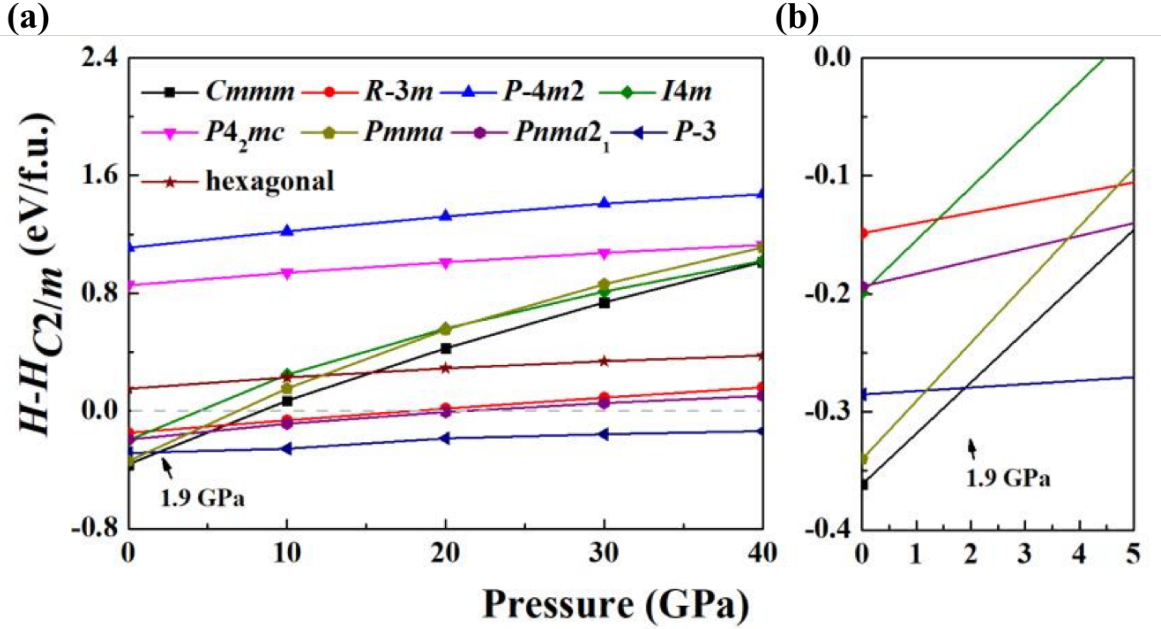 (a)
(b)
H-H_{C2/m} (eV/f.u.)
2.4
1.6
0.8
0.0
-0.8
Cmmm R-3m P-4m2 I4m
P4₂mc Pmma Pnma2₁ P-3
hexagonal
1.9 GPa
0 10 20 30 40
0.0
-0.1
-0.2
-0.3
-0.4
1.9 GPa
0 1 2 3 4 5
Pressure (GPa)